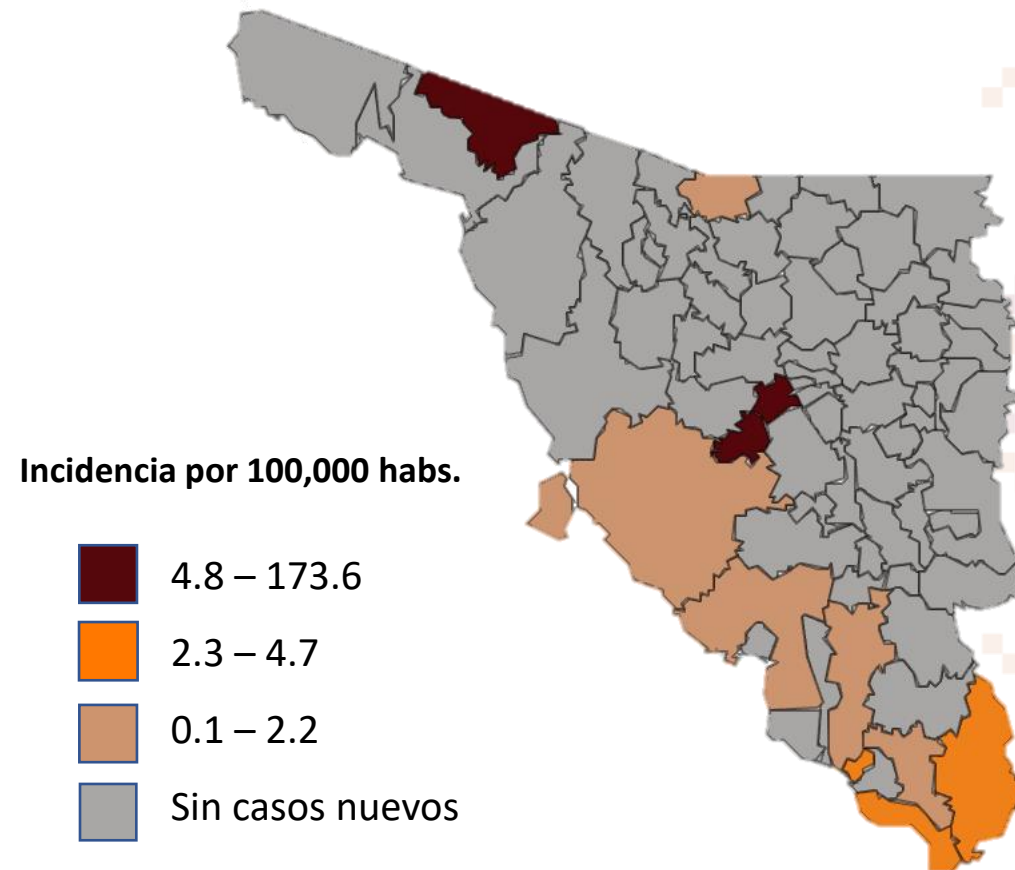 Incidencia por 100,000 habs.
4.8 – 173.6
2.3 – 4.7
0.1 – 2.2
Sin casos nuevos